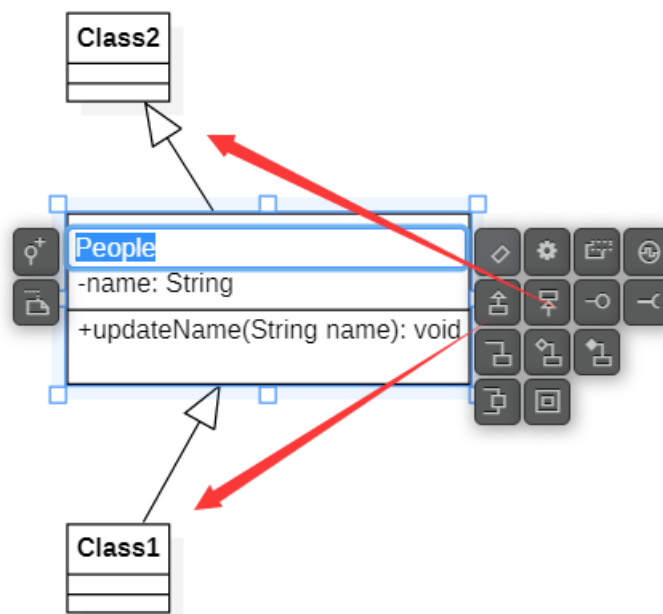 Class2
People
-name: String
+updateName(String name): void
Class1